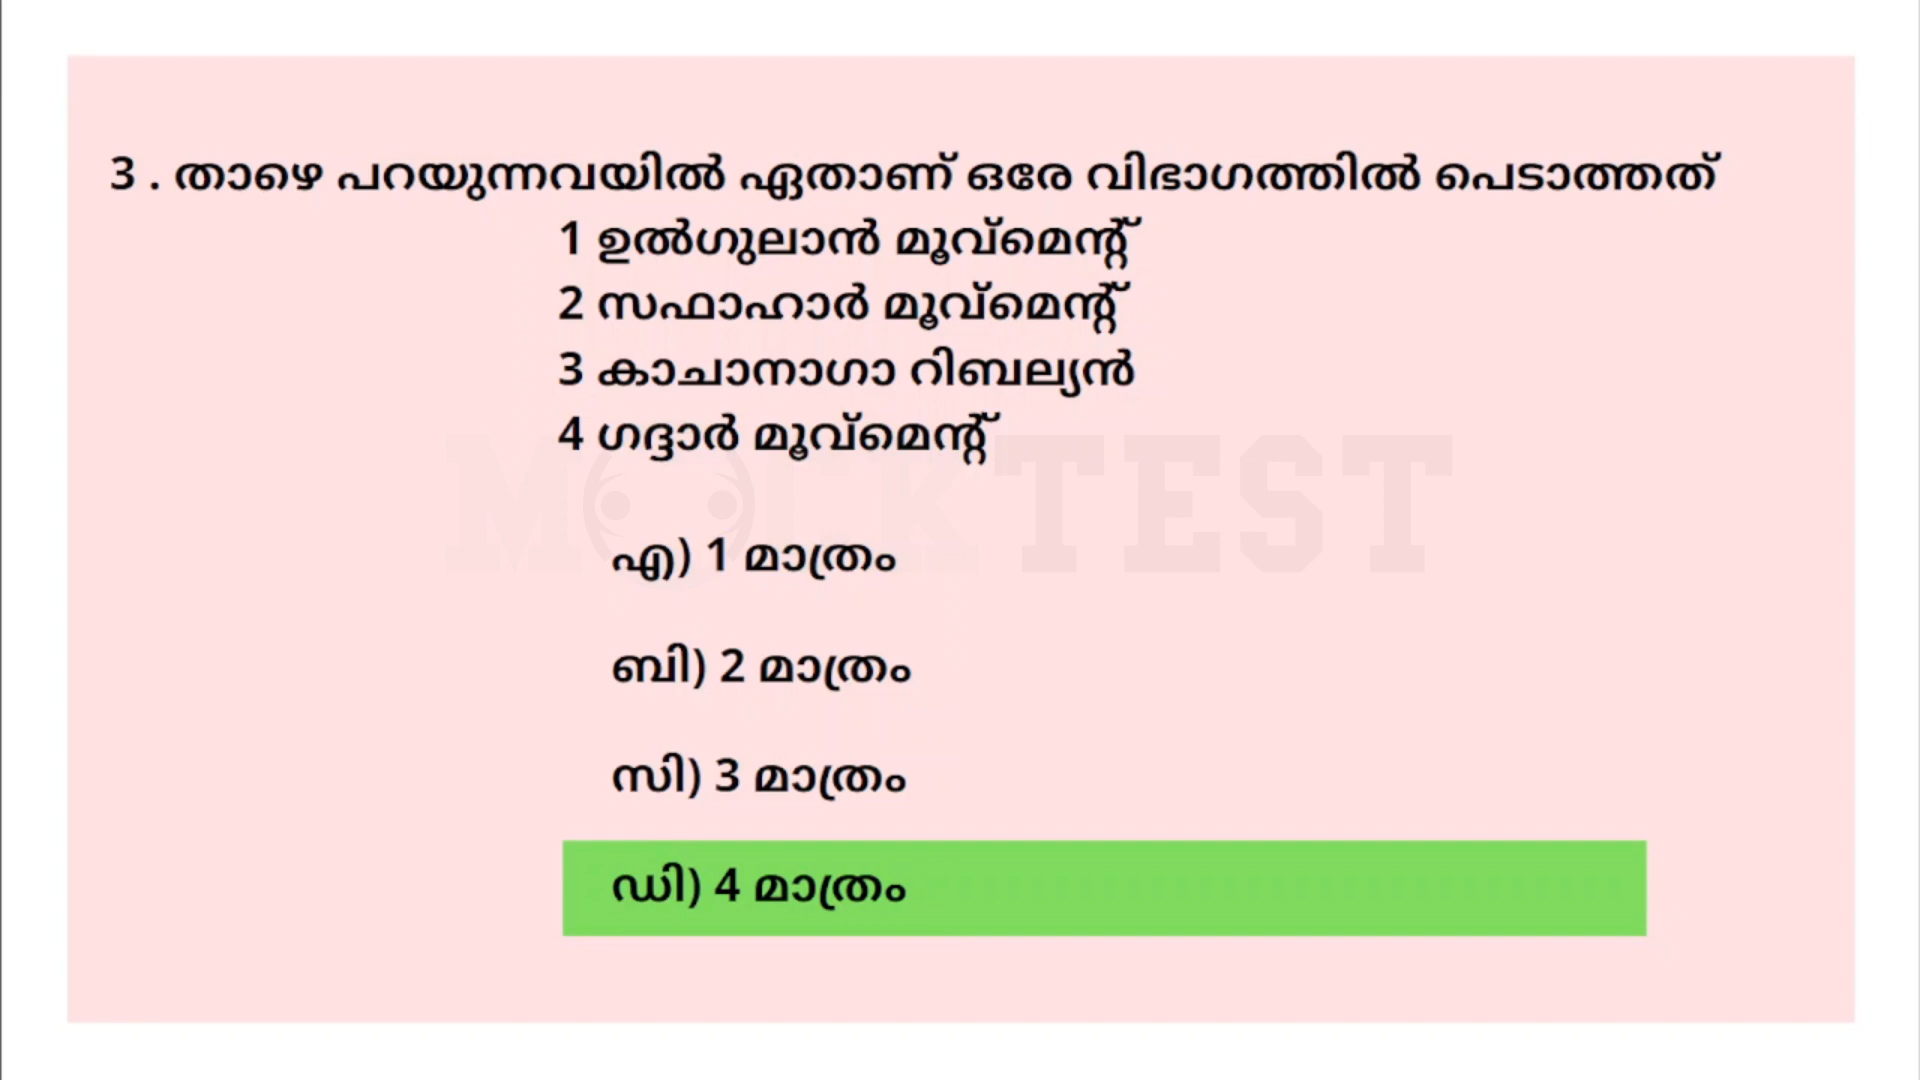 3 . താഴെ പറയുന്നവയിൽ ഏതാണ് ഒരേ വിഭാഗത്തിൽ പെടാത്തത്
1 ഉൽഗുലാൻ മൂവ്മെന്റ്
2 സഫാഹാർ മൂവ്മെന്റ്
3 കാചാനാഗാ റിബല്യൻ
4 ഗദ്ദാർ മൂവ്മെന്റ്
MOCKTEST
എ) 1 മാത്രം
ബി) 2 മാത്രം
സി) 3 മാത്രം
ഡി) 4 മാത്രം